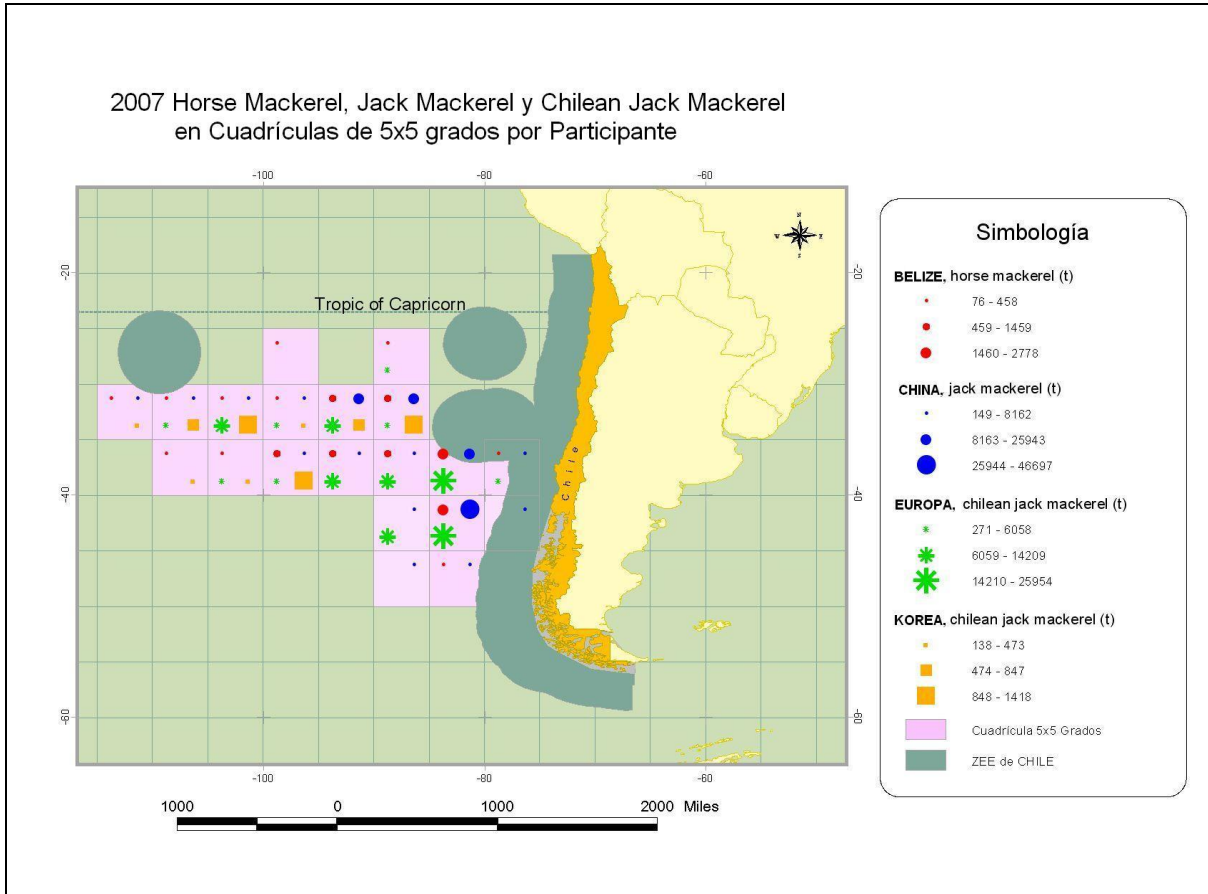 2007 Horse Mackerel, Jack Mackerel y Chilean Jack Mackerel
en Cuadrículas de 5x5 grados por Participante
-100 -80 -60
-20 -20
Tropic of Capricorn
Chile
-40 -40
-60 -60
-100 -80 -60
N
W E
S
1000 0 1000 2000 Miles
Simbología
BELIZE, horse mackerel (t)
76 - 458
459 - 1459
1460 - 2778
CHINA, jack mackerel (t)
149 - 8162
8163 - 25943
25944 - 46697
EUROPA, chilean jack mackerel (t)
271 - 6058
6059 - 14209
14210 - 25954
KOREA, chilean jack mackerel (t)
138 - 473
474 - 847
848 - 1418
Cuadrícula 5x5 Grados
ZEE de CHILE